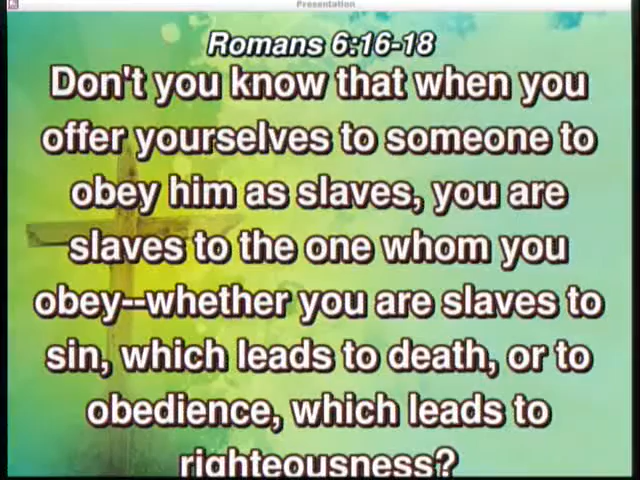 Presentation
Romans 6:16-18
Don't you know that when you
offer yourselves to someone to
obey him as slaves, you are
slaves to the one whom you
obey--whether you are slaves to
sin, which leads to death, or to
obedience, which leads to
righteousness?